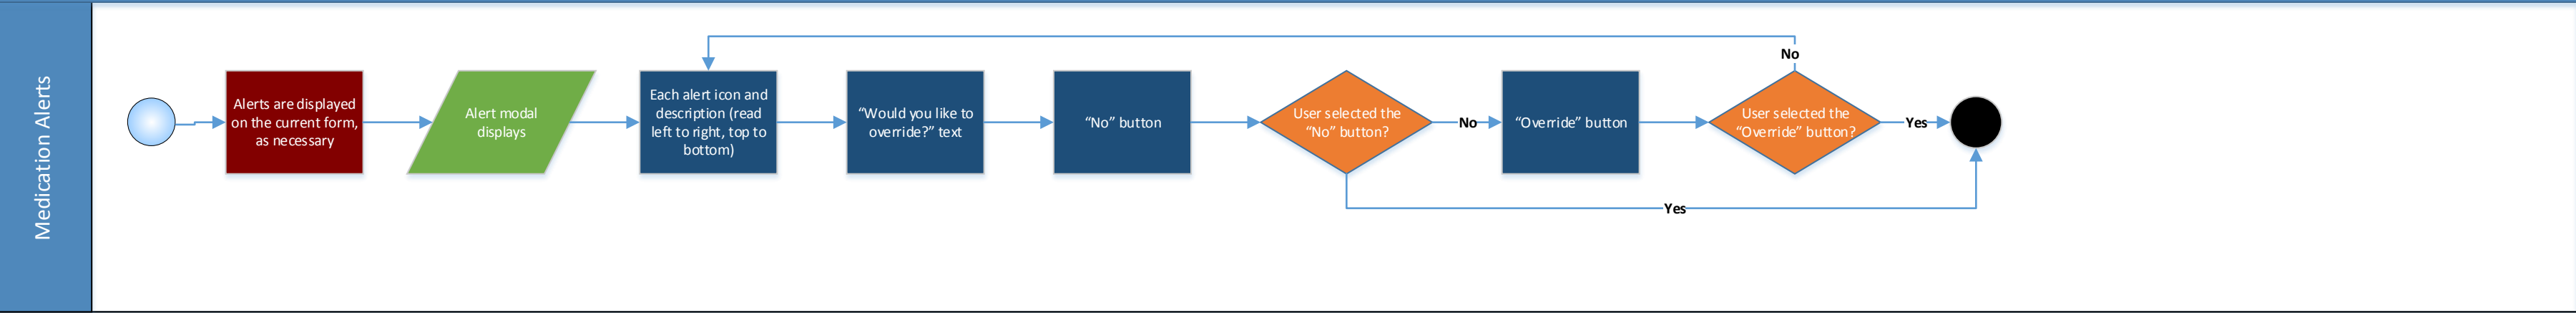 Medication Alerts
Alerts are displayed
on the current form,
as necessary
Alert modal
displays
Each alert icon and
description (read
left to right, top to
bottom)
“Would you like to
override?” text
“No” button
User selected the
“No” button?
No
“Override” button
User selected the
“Override” button?
No
Yes
Yes